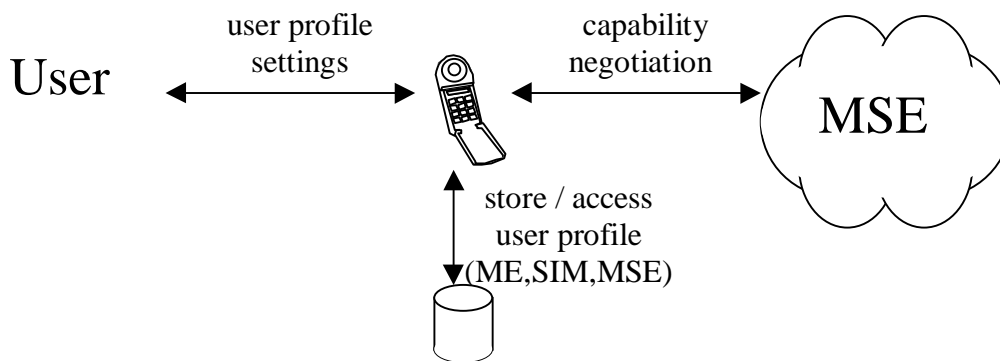 user profile
settings
capability
negotiation
User
MSE
store / access
user profile
(ME,SIM,MSE)